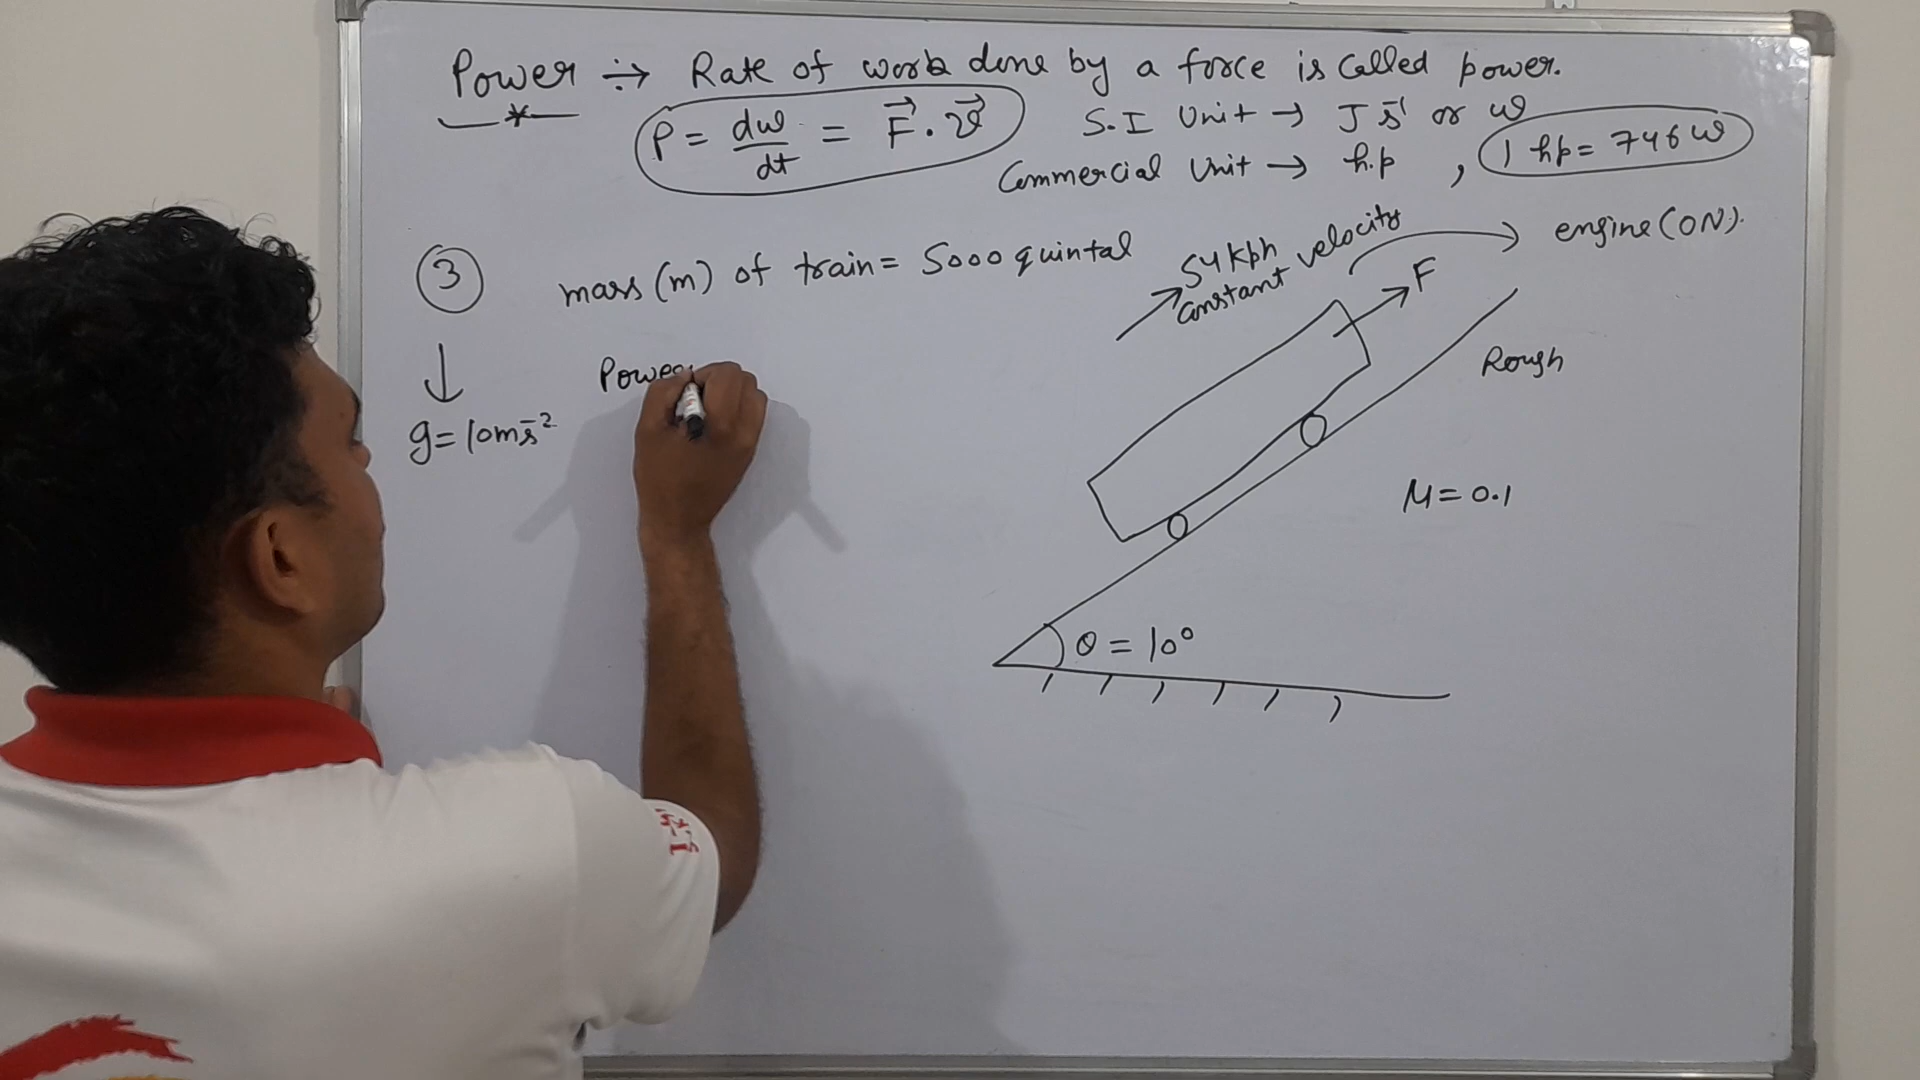 Power :→ Rate of work done by a force is called power.
P = dw/dt = F⃗ . v⃗
S.I Unit → J s⁻¹ or W
Commercial Unit → h.p , 1 hp = 746 W
3
mass (m) of train = 5000 quintal
54 kph
constant velocity
engine (ON).
F
Rough
Power
g = 10 m s⁻²
μ = 0.1
θ = 10°